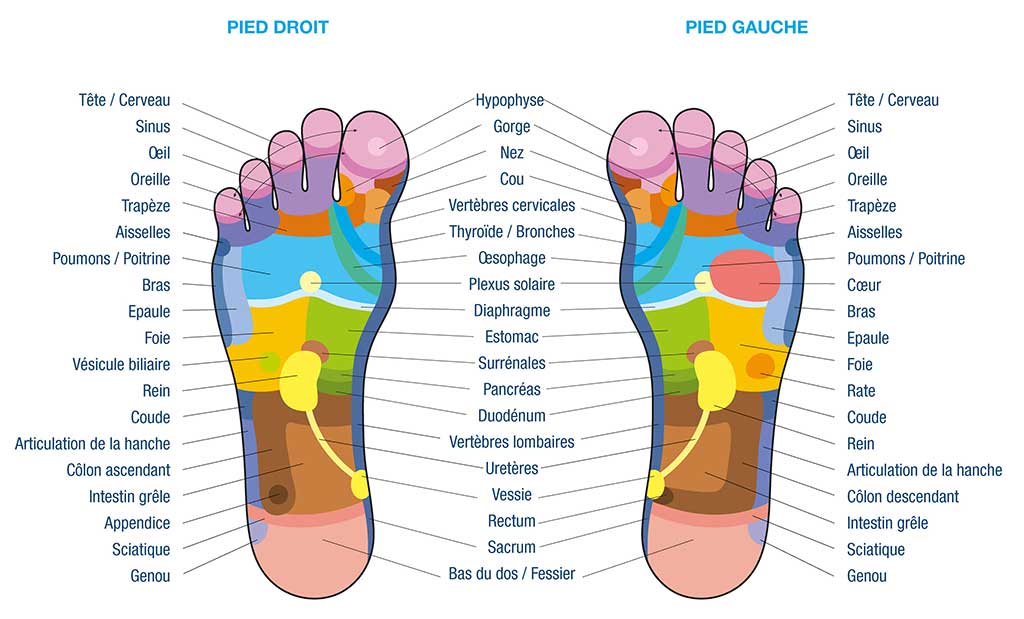 PIED DROIT
PIED GAUCHE
Tête / Cerveau
Sinus
Œil
Oreille
Trapèze
Aisselles
Poumons / Poitrine
Bras
Epaule
Foie
Vésicule biliaire
Rein
Coude
Articulation de la hanche
Côlon ascendant
Intestin grêle
Appendice
Sciatique
Genou
Hypophyse
Gorge
Nez
Cou
Vertèbres cervicales
Thyroïde / Bronches
Œsophage
Plexus solaire
Diaphragme
Estomac
Surrénales
Pancréas
Duodénum
Vertèbres lombaires
Uretères
Vessie
Rectum
Sacrum
Bas du dos / Fessier
Tête / Cerveau
Sinus
Œil
Oreille
Trapèze
Aisselles
Poumons / Poitrine
Cœur
Bras
Epaule
Foie
Rate
Coude
Rein
Articulation de la hanche
Côlon descendant
Intestin grêle
Sciatique
Genou